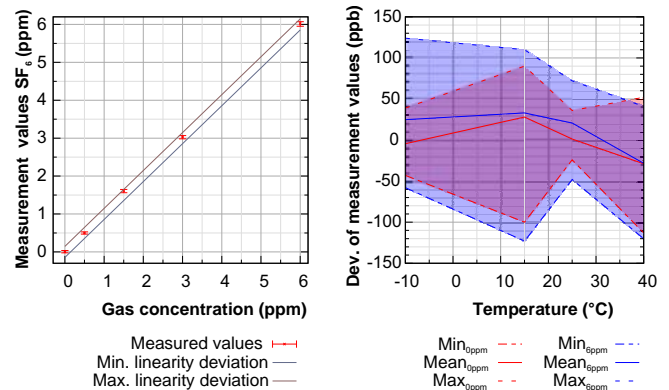 Measurement values SF6 (ppm)
6
5
4
3
2
1
0
0 1 2 3 4 5 6
Gas concentration (ppm)
Measured values
Min. linearity deviation
Max. linearity deviation
Dev. of measurement values (ppb)
150
100
50
0
-50
-100
-150
-10 0 10 20 30 40
Temperature (°C)
Min0ppm Min6ppm
Mean0ppm Mean6ppm
Max0ppm Max6ppm